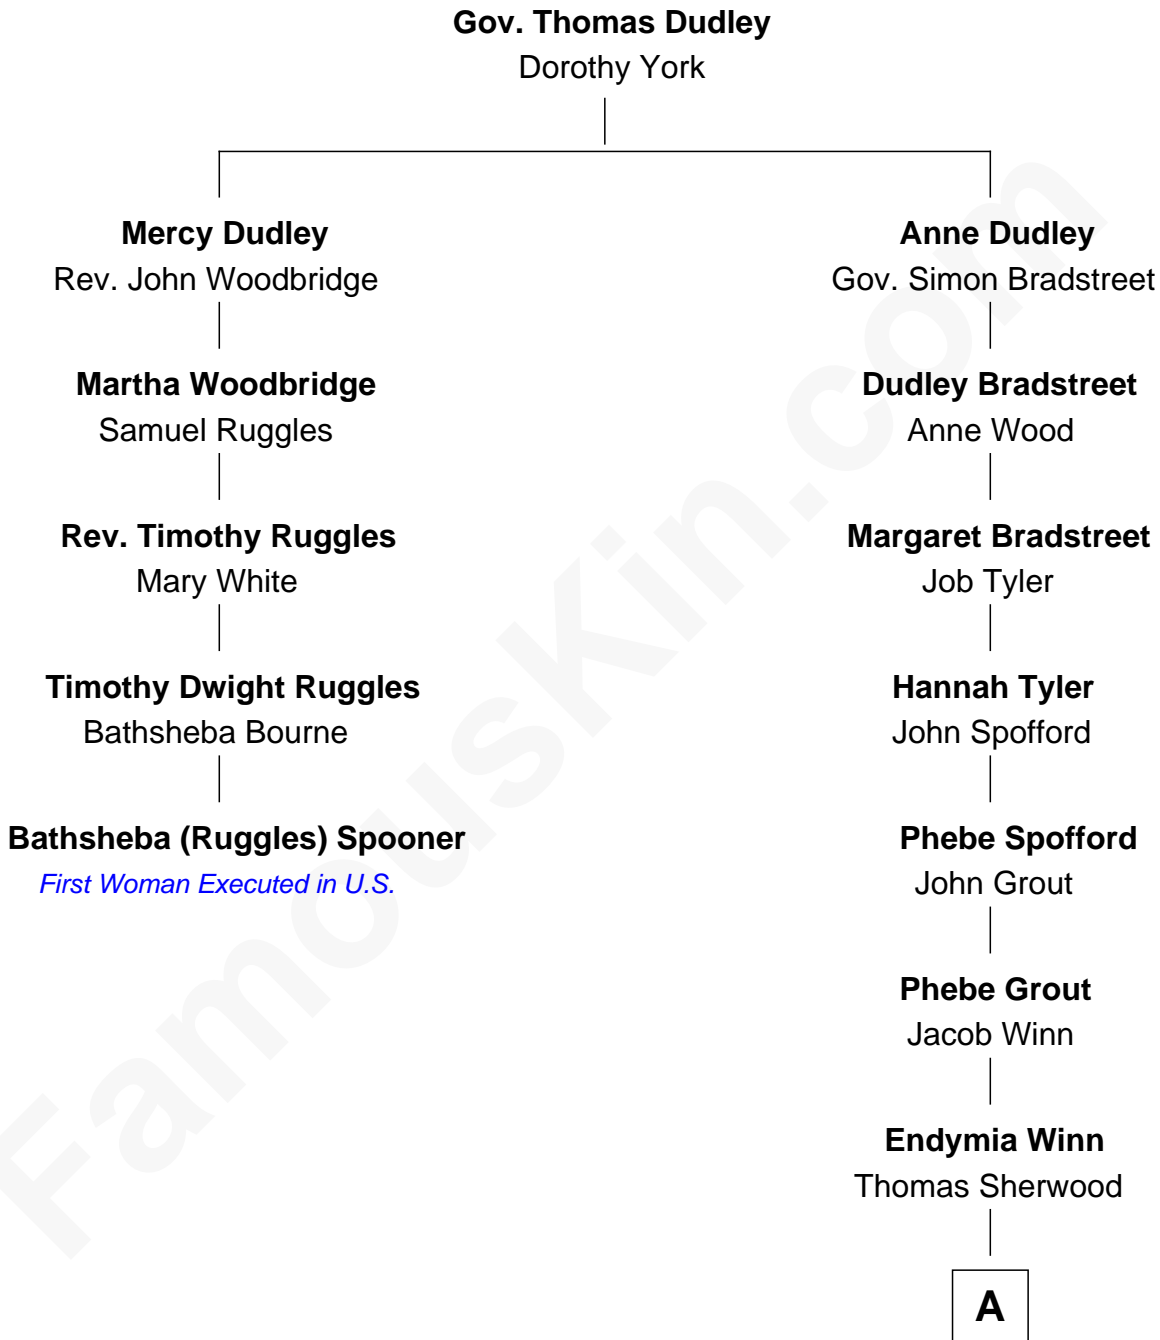 Gov. Thomas Dudley
Dorothy York
Mercy Dudley
Rev. John Woodbridge
Martha Woodbridge
Samuel Ruggles
Rev. Timothy Ruggles
Mary White
Timothy Dwight Ruggles
Bathsheba Bourne
Bathsheba (Ruggles) Spooner
First Woman Executed in U.S.
Anne Dudley
Gov. Simon Bradstreet
Dudley Bradstreet
Anne Wood
Margaret Bradstreet
Job Tyler
Hannah Tyler
John Spofford
Phebe Spofford
John Grout
Phebe Grout
Jacob Winn
Endymia Winn
Thomas Sherwood
A
FamousKin.com